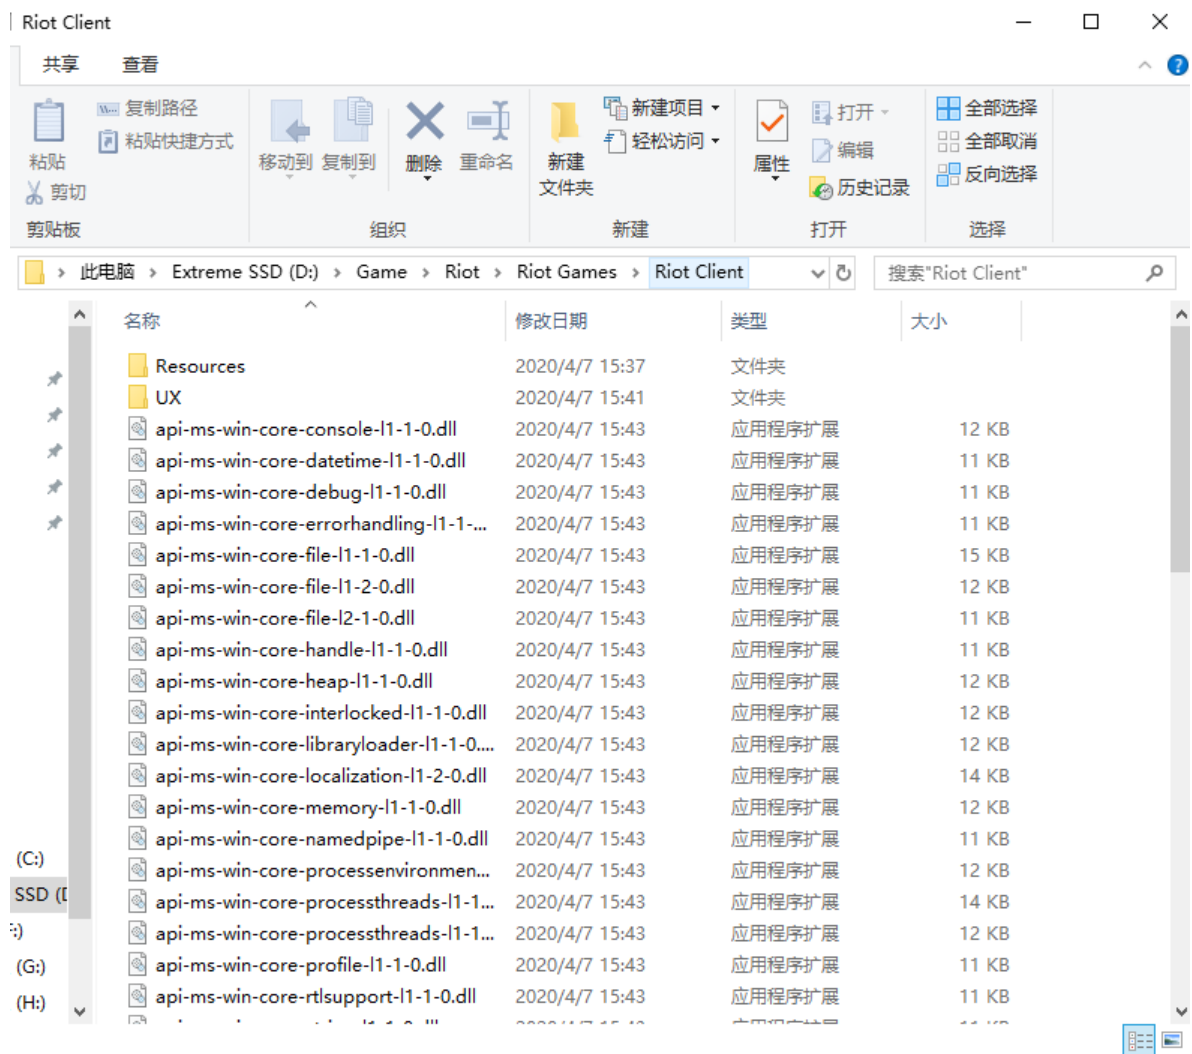 Riot Client
共享 查看
粘贴
复制路径
粘贴快捷方式
剪切
剪贴板
移动到 复制到 删除 重命名
组织
新建
文件夹
新建项目
轻松访问
新建
属性
打开
编辑
历史记录
打开
全部选择
全部取消
反向选择
选择
此电脑 › Extreme SSD (D:) › Game › Riot › Riot Games › Riot Client
搜索"Riot Client"
名称 修改日期 类型 大小
Resources 2020/4/7 15:37 文件夹
UX 2020/4/7 15:41 文件夹
api-ms-win-core-console-l1-1-0.dll 2020/4/7 15:43 应用程序扩展 12 KB
api-ms-win-core-datetime-l1-1-0.dll 2020/4/7 15:43 应用程序扩展 11 KB
api-ms-win-core-debug-l1-1-0.dll 2020/4/7 15:43 应用程序扩展 11 KB
api-ms-win-core-errorhandling-l1-1-... 2020/4/7 15:43 应用程序扩展 11 KB
api-ms-win-core-file-l1-1-0.dll 2020/4/7 15:43 应用程序扩展 15 KB
api-ms-win-core-file-l1-2-0.dll 2020/4/7 15:43 应用程序扩展 12 KB
api-ms-win-core-file-l2-1-0.dll 2020/4/7 15:43 应用程序扩展 11 KB
api-ms-win-core-handle-l1-1-0.dll 2020/4/7 15:43 应用程序扩展 11 KB
api-ms-win-core-heap-l1-1-0.dll 2020/4/7 15:43 应用程序扩展 12 KB
api-ms-win-core-interlocked-l1-1-0.dll 2020/4/7 15:43 应用程序扩展 12 KB
api-ms-win-core-libraryloader-l1-1-0.... 2020/4/7 15:43 应用程序扩展 12 KB
api-ms-win-core-localization-l1-2-0.dll 2020/4/7 15:43 应用程序扩展 14 KB
api-ms-win-core-memory-l1-1-0.dll 2020/4/7 15:43 应用程序扩展 12 KB
api-ms-win-core-namedpipe-l1-1-0.dll 2020/4/7 15:43 应用程序扩展 11 KB
api-ms-win-core-processenvironmen... 2020/4/7 15:43 应用程序扩展 12 KB
api-ms-win-core-processthreads-l1-1... 2020/4/7 15:43 应用程序扩展 14 KB
api-ms-win-core-processthreads-l1-1... 2020/4/7 15:43 应用程序扩展 12 KB
api-ms-win-core-profile-l1-1-0.dll 2020/4/7 15:43 应用程序扩展 11 KB
api-ms-win-core-rtlsupport-l1-1-0.dll 2020/4/7 15:43 应用程序扩展 11 KB
(C:)
SSD (D
:)
(G:)
(H:)